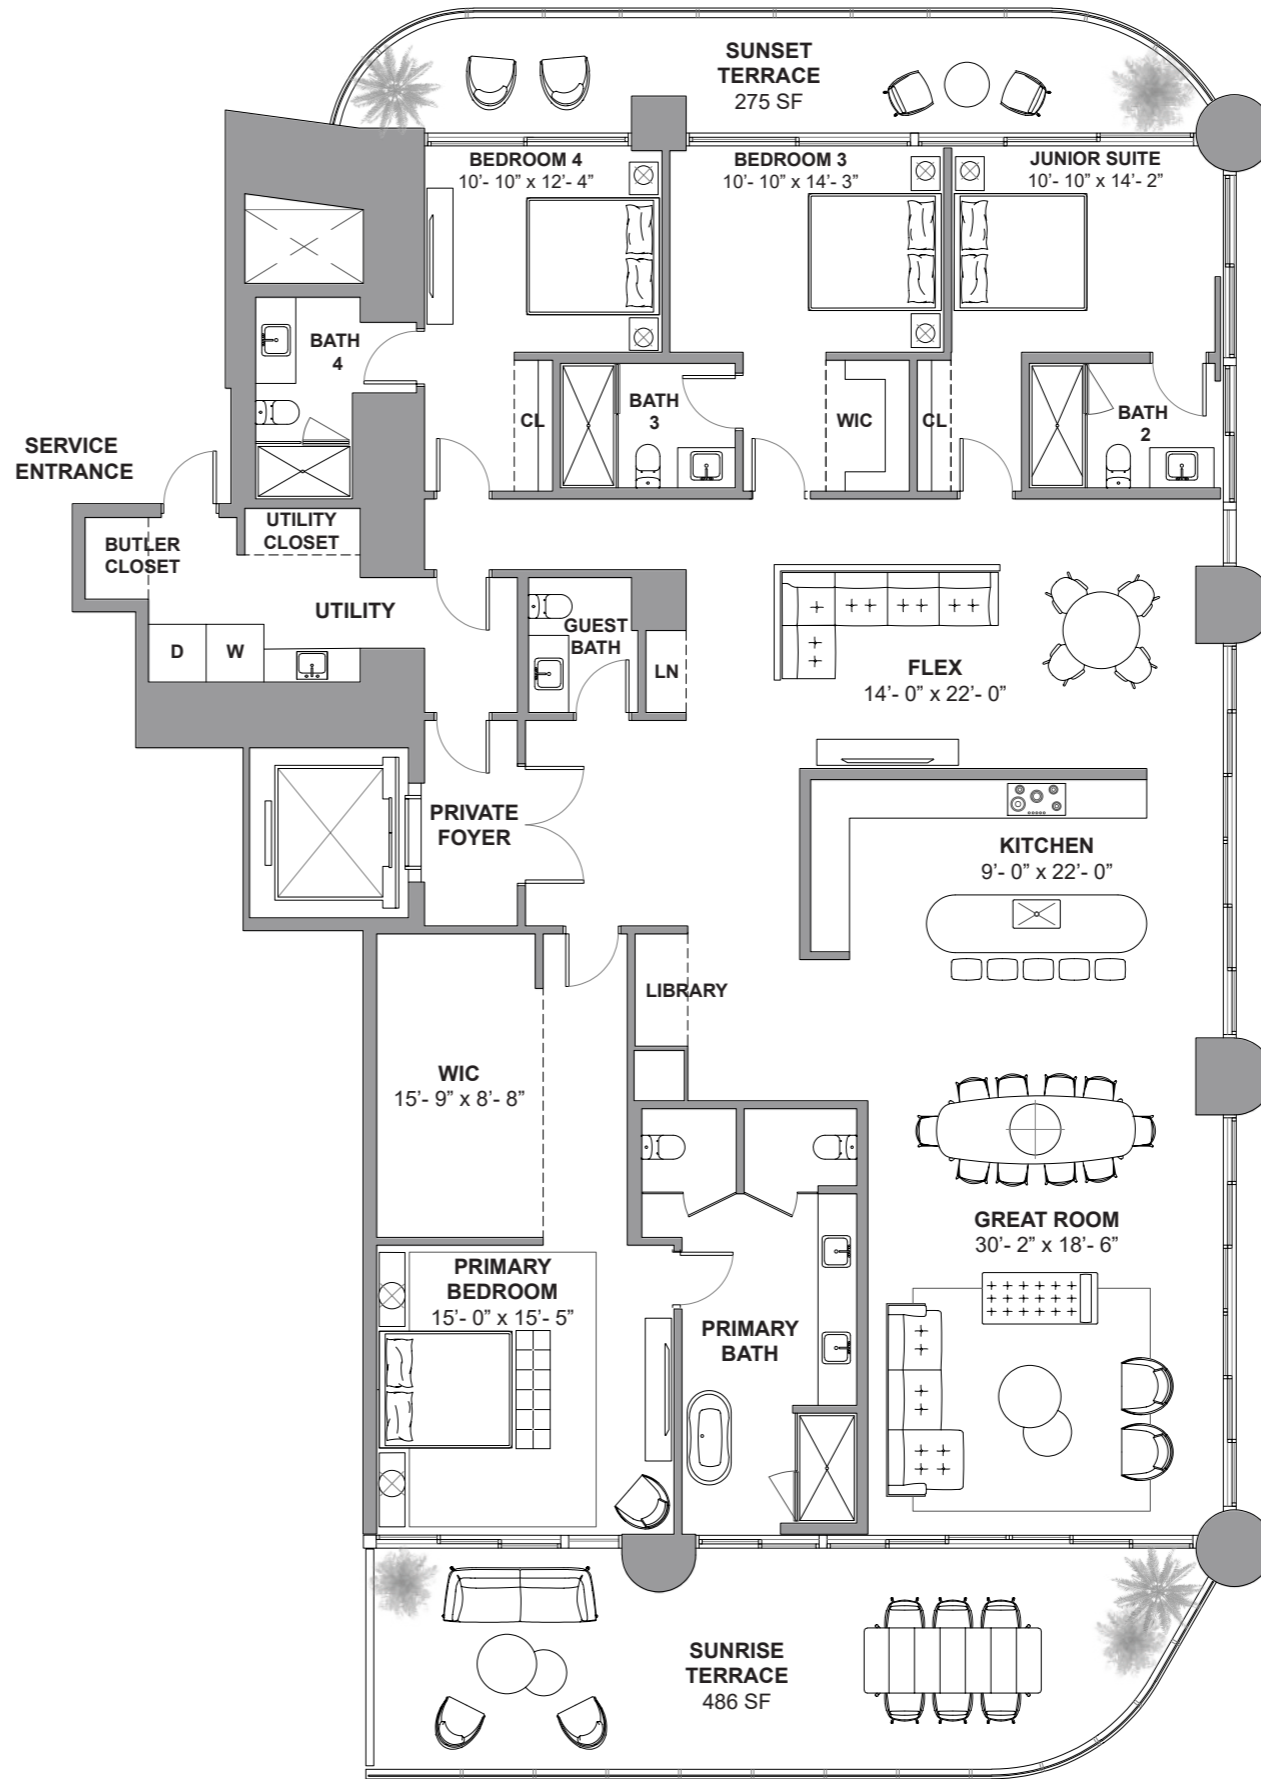 SUNSET
TERRACE
275 SF
BEDROOM 4
10'- 10" x 12'- 4"
BEDROOM 3
10'- 10" x 14'- 3"
JUNIOR SUITE
10'- 10" x 14'- 2"
BATH
4
CL
BATH
3
WIC
CL
BATH
2
SERVICE
ENTRANCE
BUTLER
CLOSET
UTILITY
CLOSET
UTILITY
D
W
GUEST
BATH
LN
FLEX
14'- 0" x 22'- 0"
PRIVATE
FOYER
KITCHEN
9'- 0" x 22'- 0"
LIBRARY
WIC
15'- 9" x 8'- 8"
GREAT ROOM
30'- 2" x 18'- 6"
PRIMARY
BEDROOM
15'- 0" x 15'- 5"
PRIMARY
BATH
SUNRISE
TERRACE
486 SF